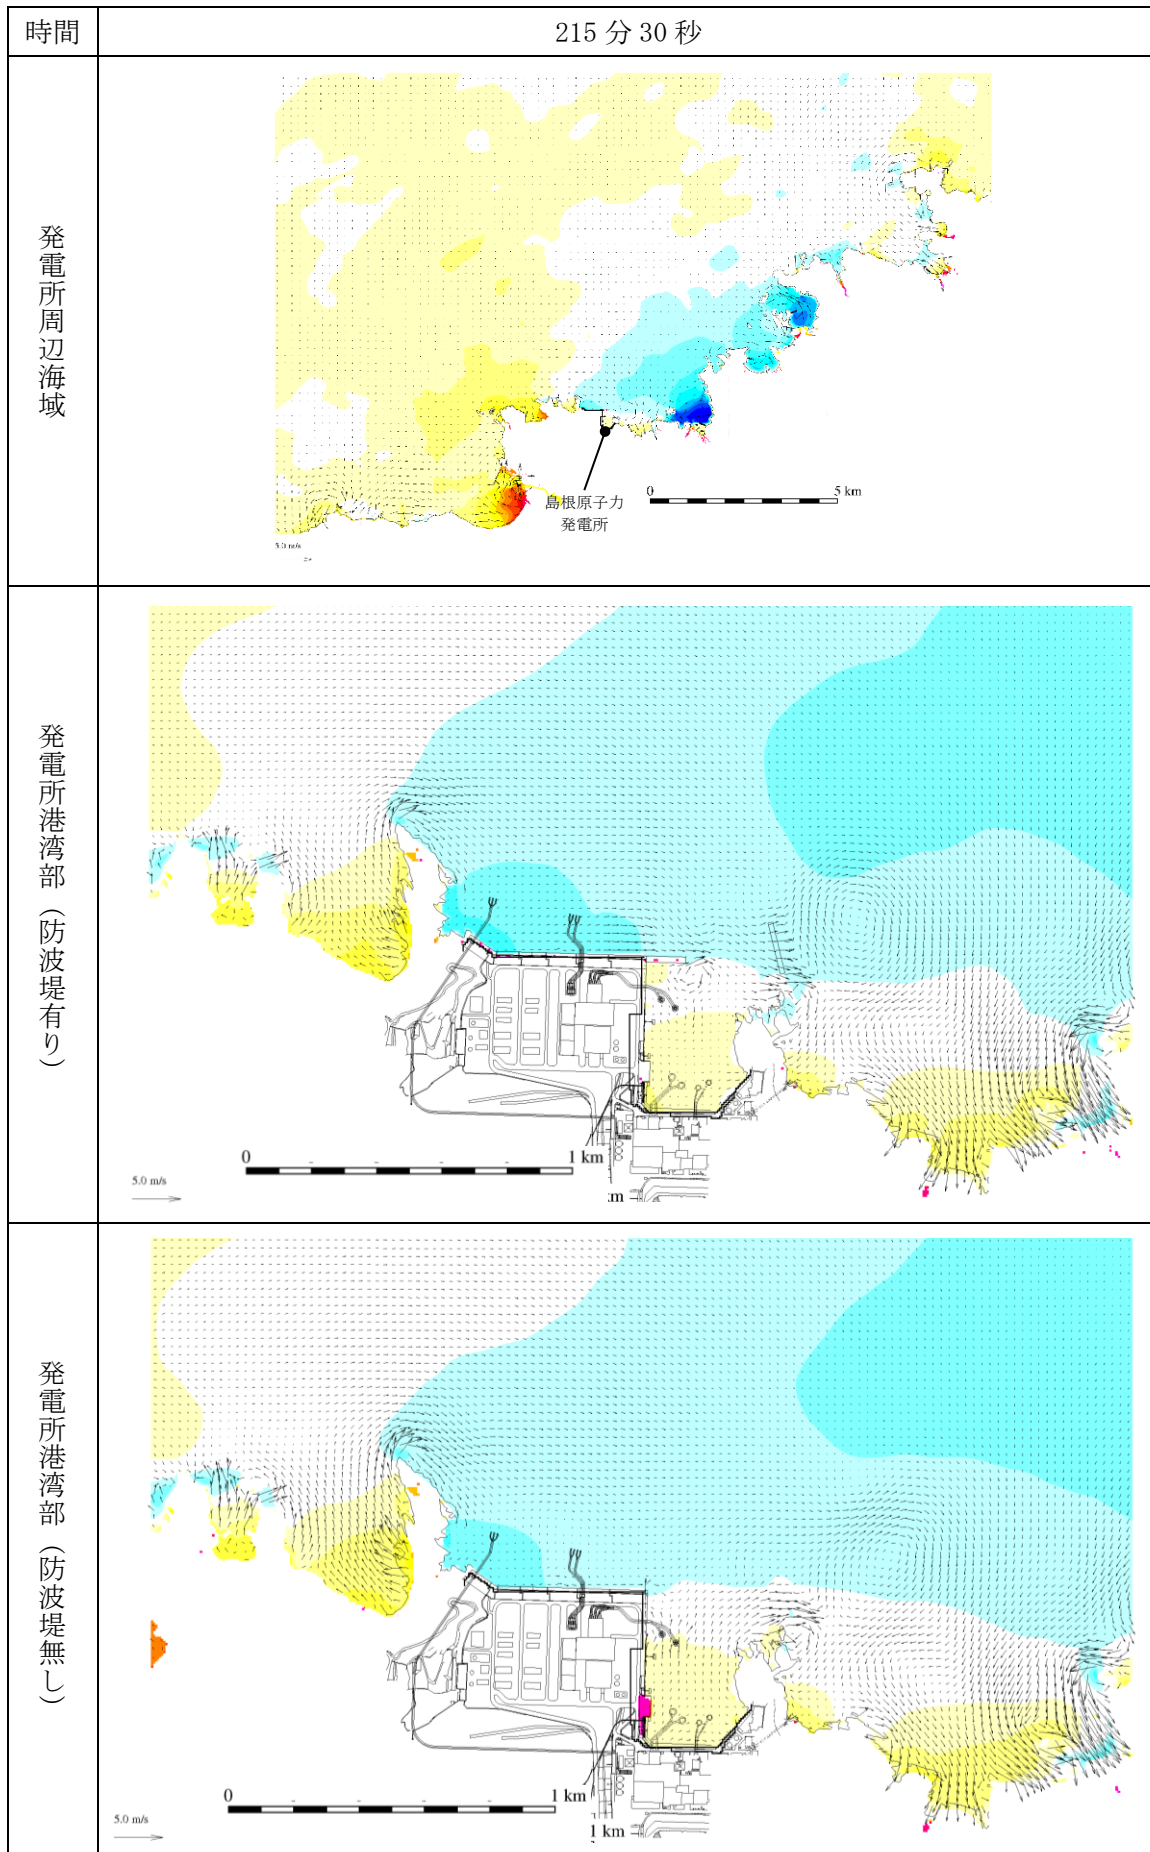 時間
215 分 30 秒
発電所周辺海域
島根原子力
発電所
0
5 km
5.0 m/s
発電所港湾部（防波堤有り）
0
1 km
5.0 m/s
発電所港湾部（防波堤無し）
0
1 km
5.0 m/s
1 km